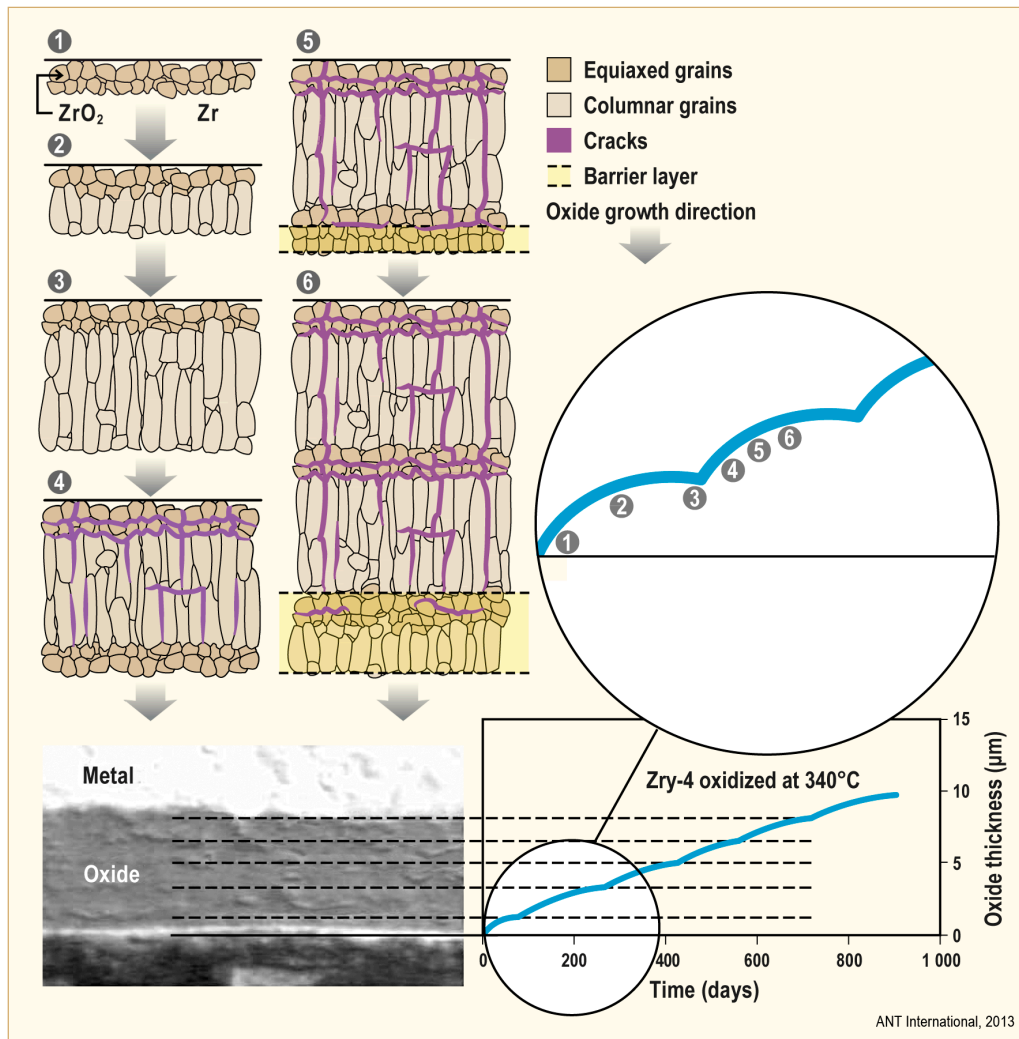 1
ZrO₂
Zr
2
3
4
5
6
Equiaxed grains
Columnar grains
Cracks
Barrier layer
Oxide growth direction
1
2
3
4
5
6
Metal
Oxide
Zry-4 oxidized at 340°C
15
10
5
0
Oxide thickness (µm)
0
200
400
600
800
1 000
Time (days)
ANT International, 2013